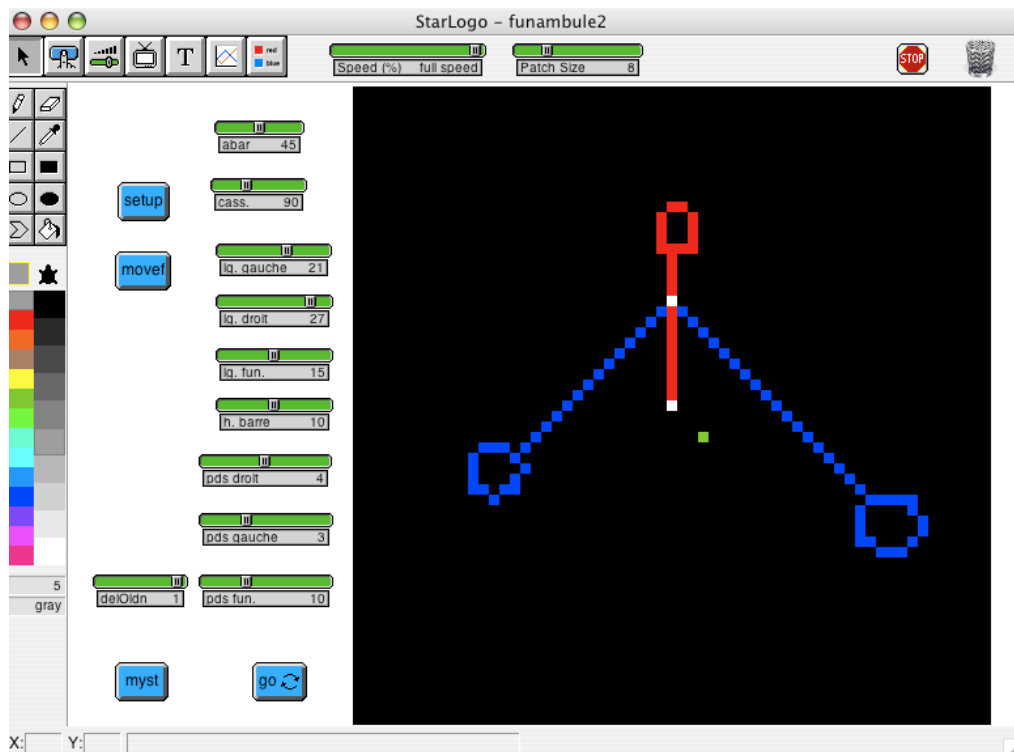 StarLogo – funambule2
T
red
blue
Speed (%) full speed
Patch Size 8
STOP
abar 45
setup
cass. 90
movef
lg. gauche 21
lg. droit 27
lg. fun. 15
h. barre 10
pds droit 4
pds gauche 3
5
gray
delOldn 1
pds fun. 10
myst
go
X:
Y: